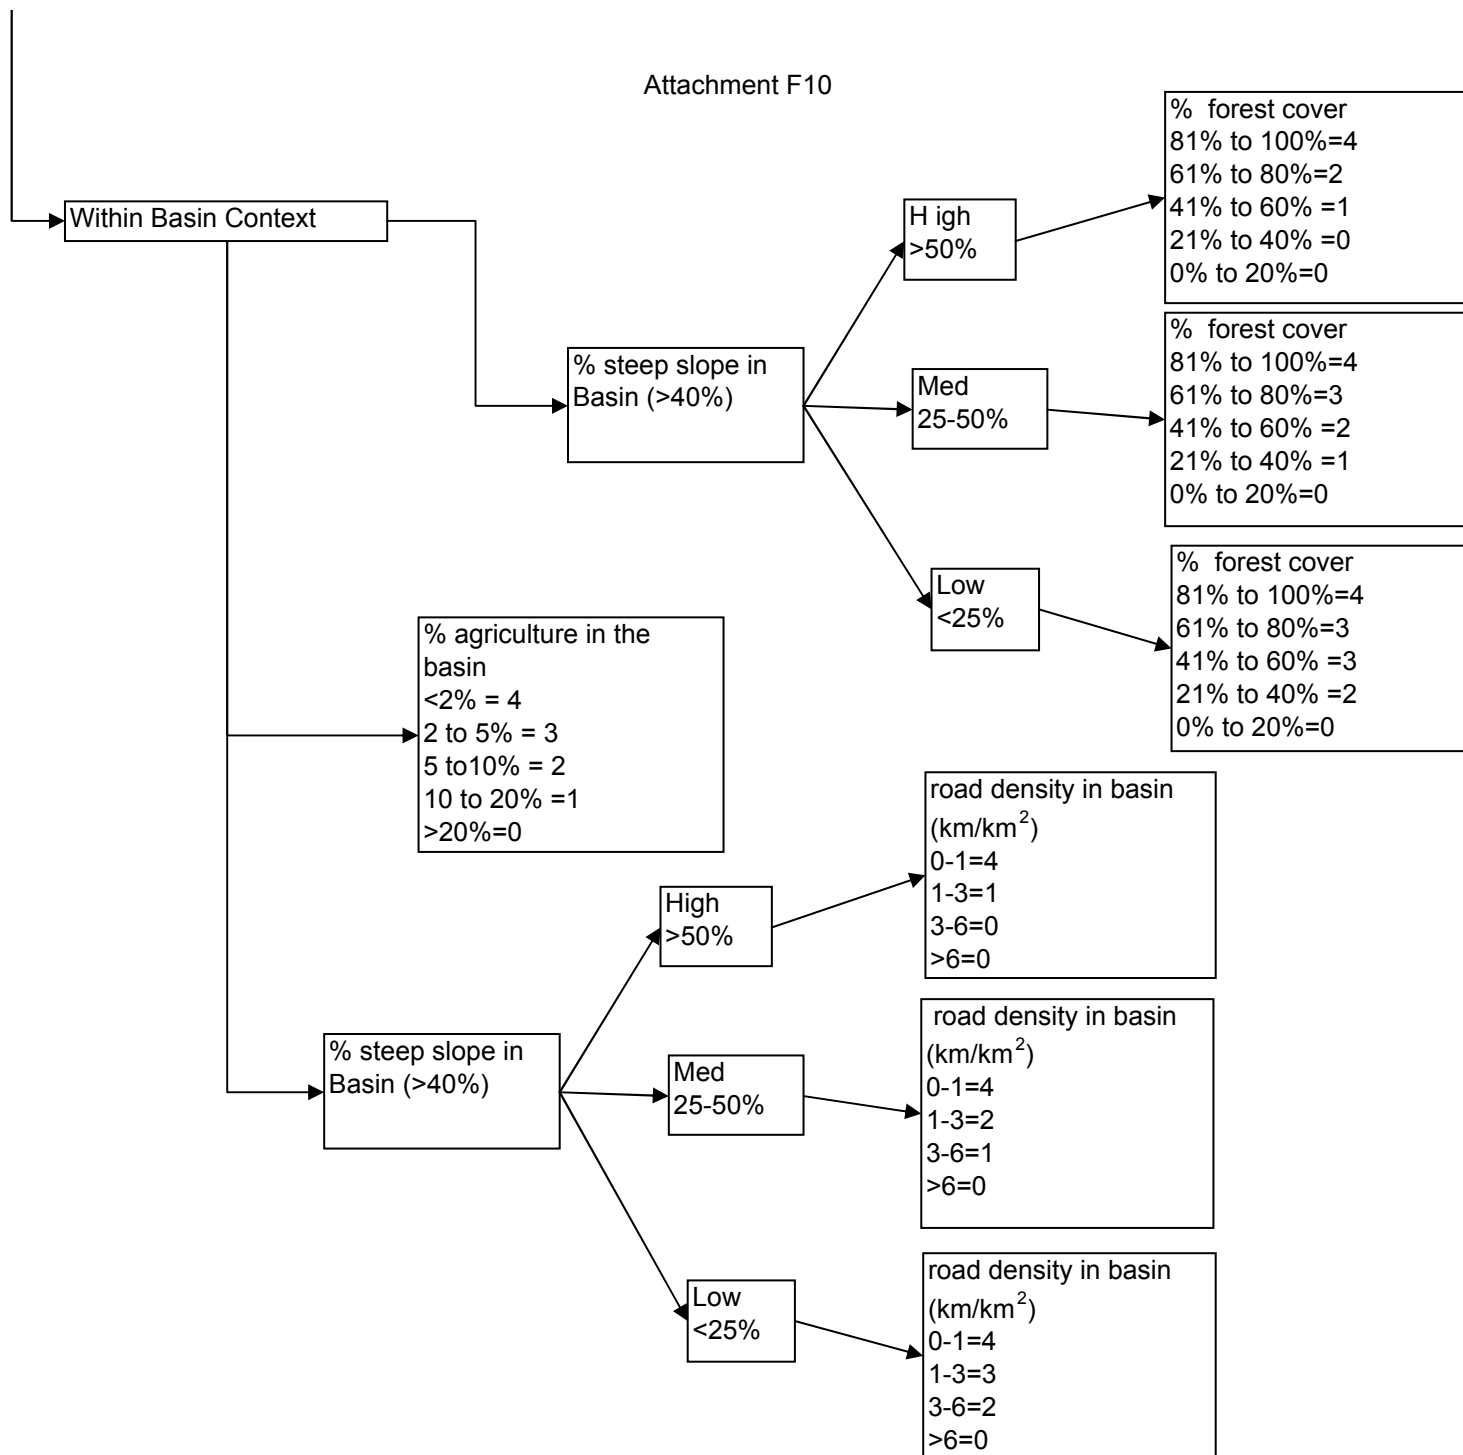 Attachment F10
Within Basin Context
% steep slope in
Basin (>40%)
H igh
>50%
% forest cover
81% to 100%=4
61% to 80%=2
41% to 60% =1
21% to 40% =0
0% to 20%=0
Med
25-50%
% forest cover
81% to 100%=4
61% to 80%=3
41% to 60% =2
21% to 40% =1
0% to 20%=0
Low
<25%
% forest cover
81% to 100%=4
61% to 80%=3
41% to 60% =3
21% to 40% =2
0% to 20%=0
% agriculture in the
basin
<2% = 4
2 to 5% = 3
5 to10% = 2
10 to 20% =1
>20%=0
% steep slope in
Basin (>40%)
High
>50%
road density in basin
(km/km²)
0-1=4
1-3=1
3-6=0
>6=0
Med
25-50%
road density in basin
(km/km²)
0-1=4
1-3=2
3-6=1
>6=0
Low
<25%
road density in basin
(km/km²)
0-1=4
1-3=3
3-6=2
>6=0